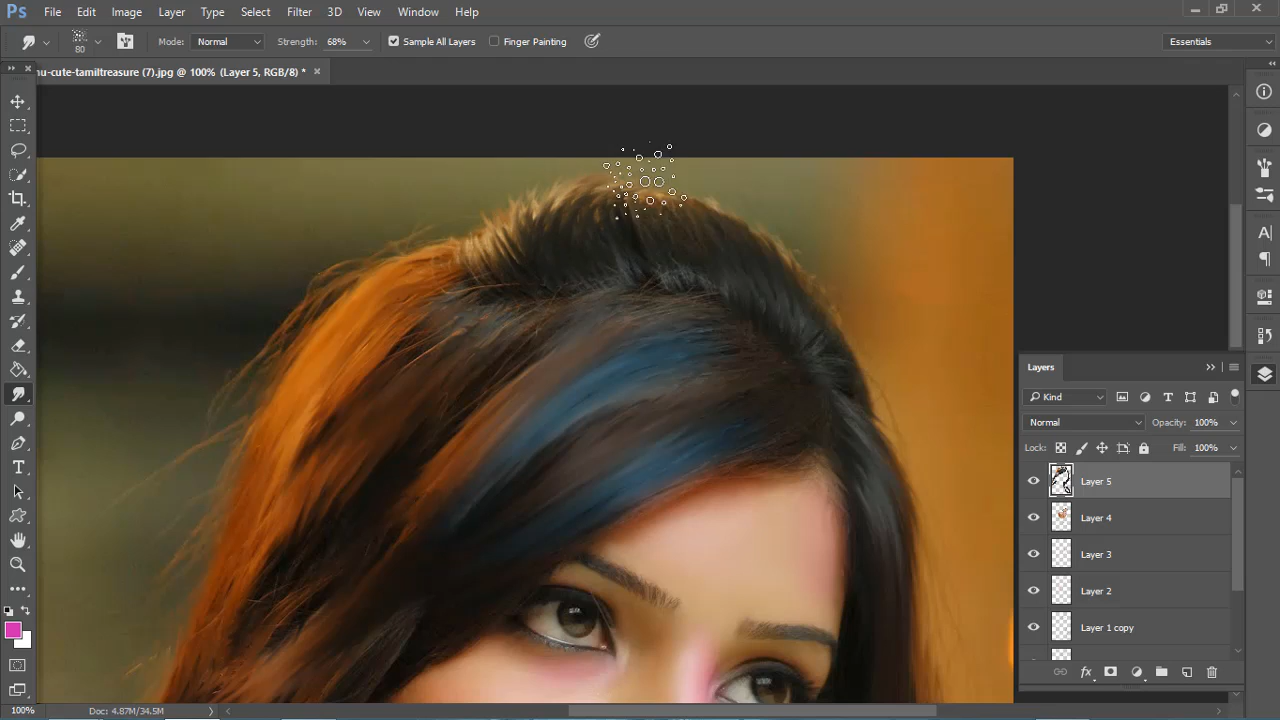 Ps File Edit Image Layer Type Select Filter 3D View Window Help
80 Mode: Normal Strength: 68% Sample All Layers Finger Painting Essentials
nu-cute-tamiltreasure (7).jpg @ 100% (Layer 5, RGB/8) *
Layers
Kind
Normal Opacity: 100%
Lock: Fill: 100%
Layer 5
Layer 4
Layer 3
Layer 2
Layer 1 copy
100% Doc: 4.87M/34.5M